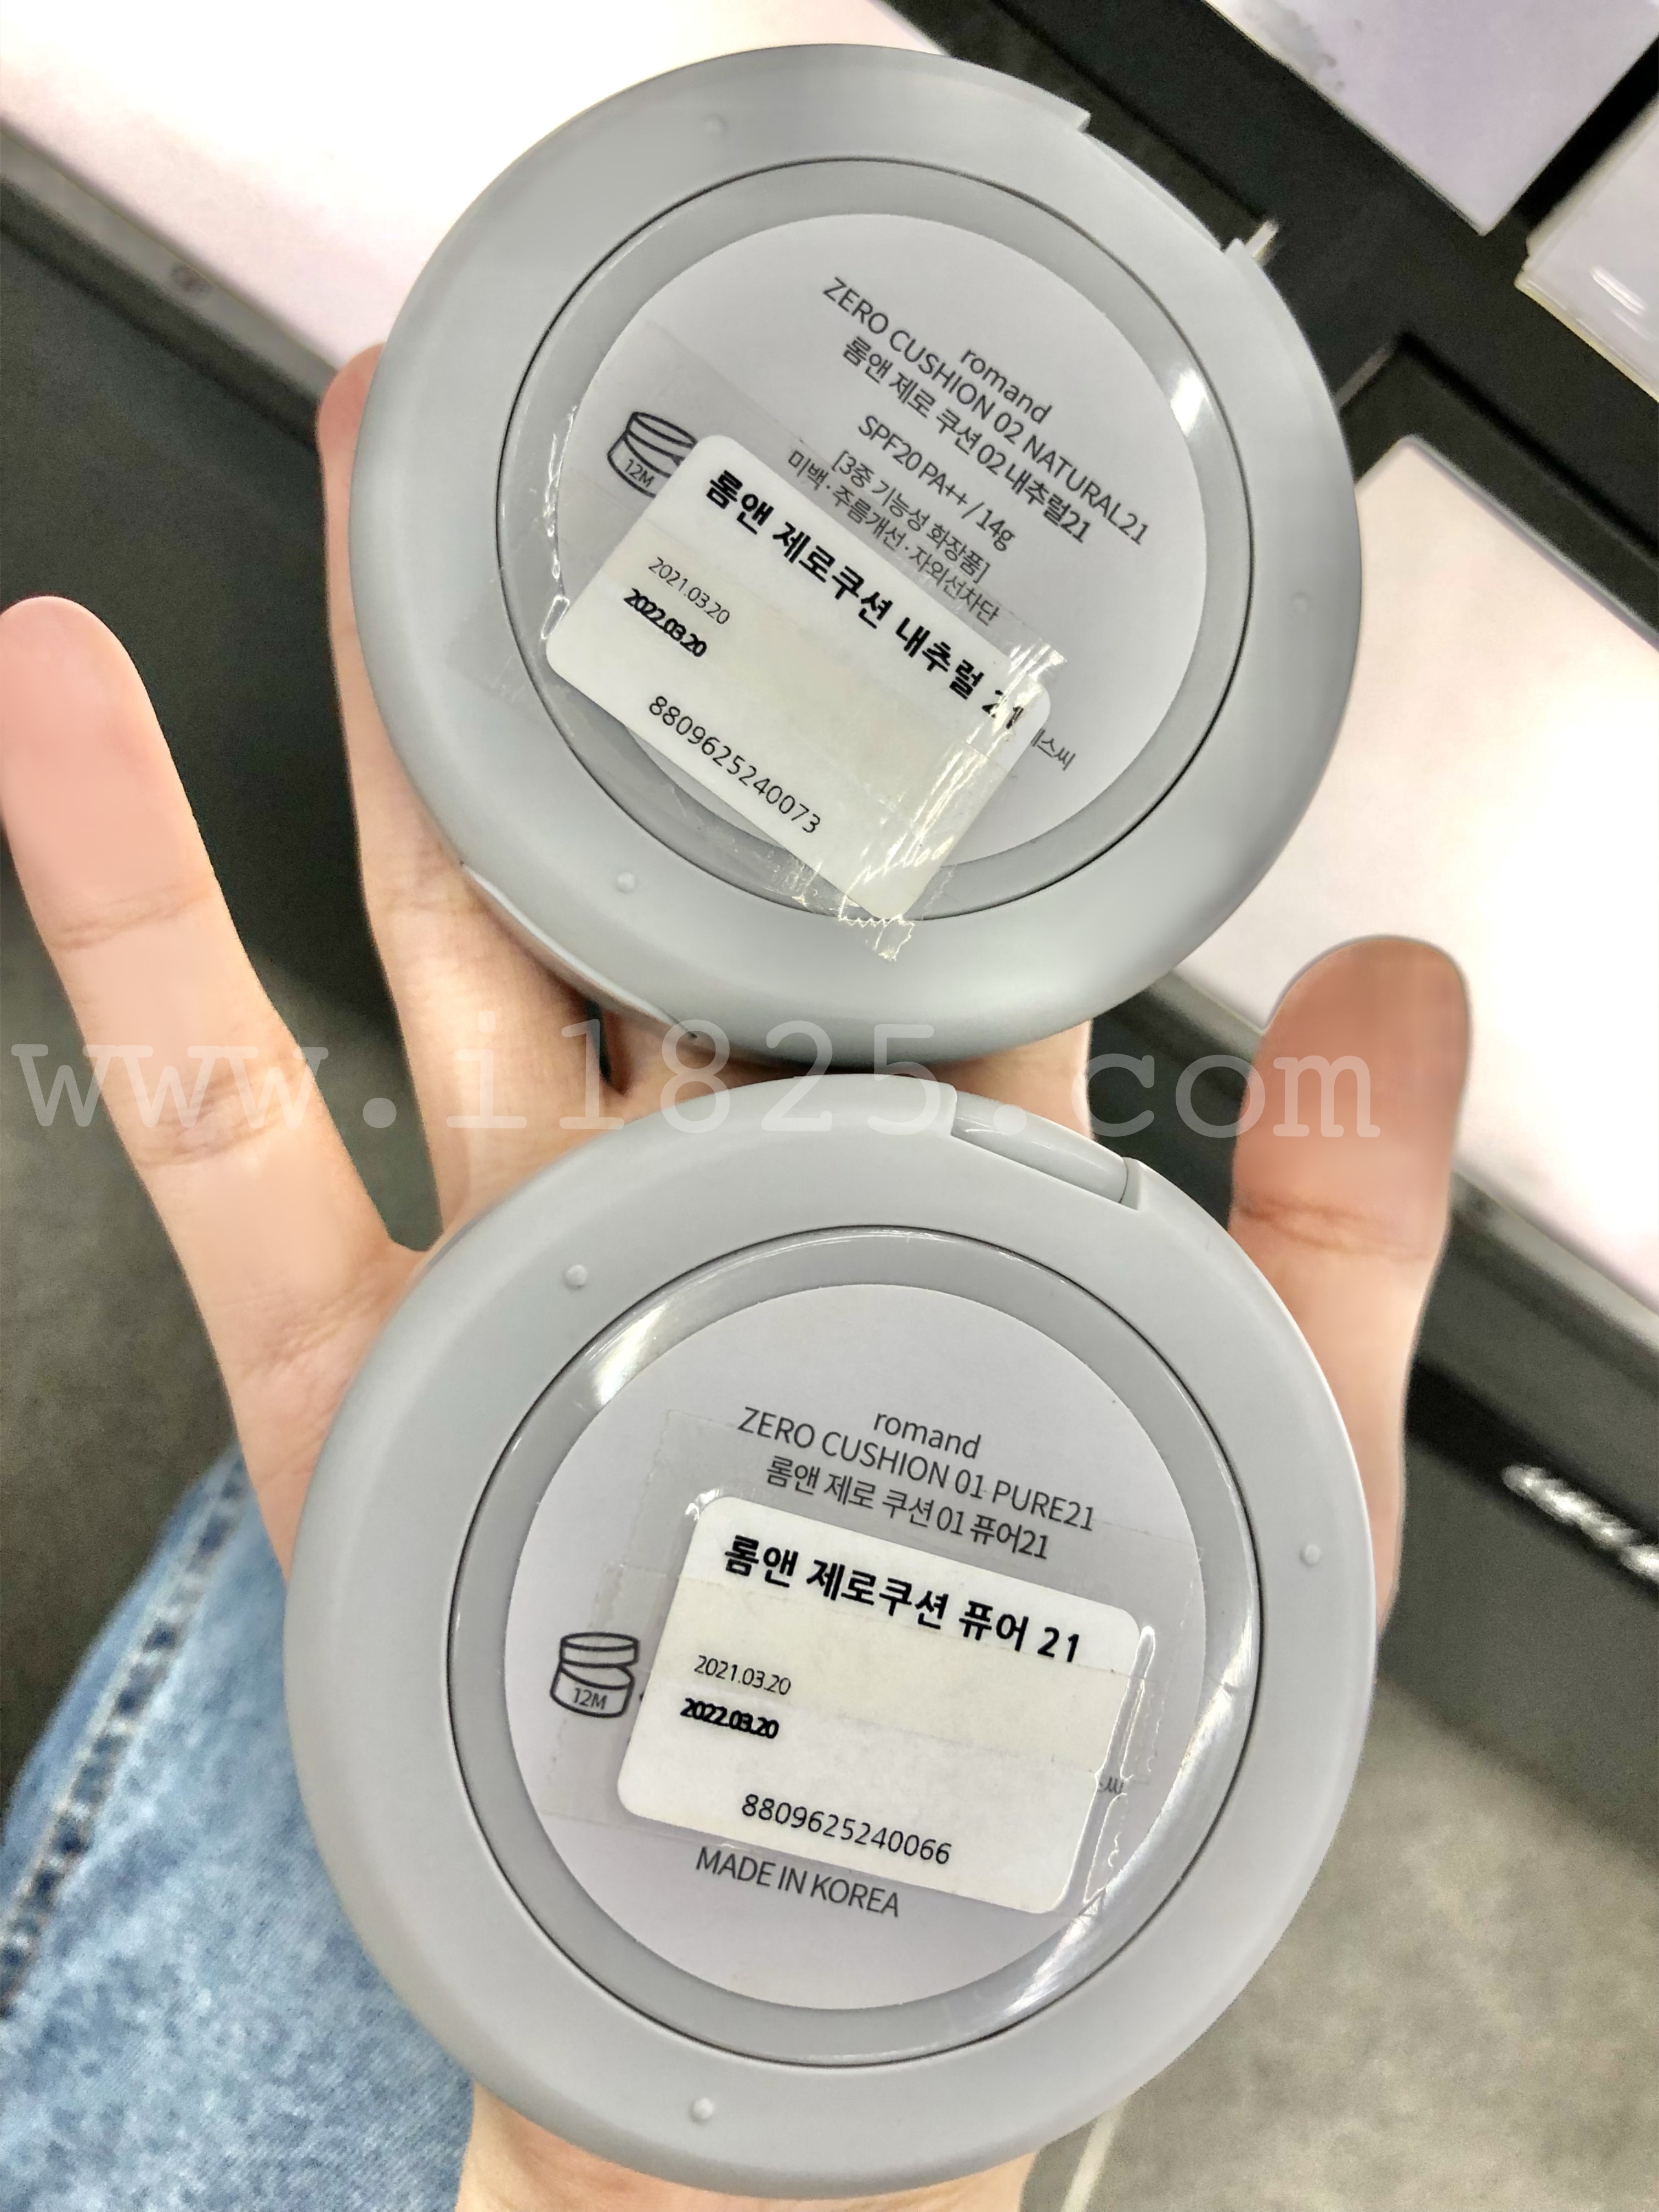 romand
ZERO CUSHION 02 NATURAL21
롬앤 제로 쿠션 02 내추럴21
SPF20 PA++ / 14g
[3중 기능성 화장품]
미백·주름개선·자외선차단
12M
롬앤 제로쿠션 내추럴 21
2021.03.20
2022.03.20
8809625240073
스씨
www.i1825.com
romand
ZERO CUSHION 01 PURE21
롬앤 제로 쿠션 01 퓨어21
12M
롬앤 제로쿠션 퓨어 21
2021.03.20
2022.03.20
8809625240066
씨
MADE IN KOREA